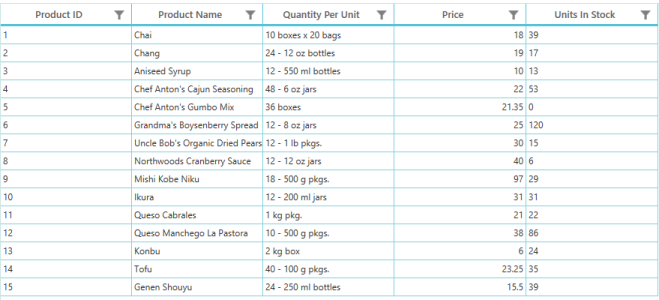 Product ID Product Name Quantity Per Unit Price Units In Stock
1 Chai 10 boxes x 20 bags 18 39
2 Chang 24 - 12 oz bottles 19 17
3 Aniseed Syrup 12 - 550 ml bottles 10 13
4 Chef Anton's Cajun Seasoning 48 - 6 oz jars 22 53
5 Chef Anton's Gumbo Mix 36 boxes 21.35 0
6 Grandma's Boysenberry Spread 12 - 8 oz jars 25 120
7 Uncle Bob's Organic Dried Pears 12 - 1 lb pkgs. 30 15
8 Northwoods Cranberry Sauce 12 - 12 oz jars 40 6
9 Mishi Kobe Niku 18 - 500 g pkgs. 97 29
10 Ikura 12 - 200 ml jars 31 31
11 Queso Cabrales 1 kg pkg. 21 22
12 Queso Manchego La Pastora 10 - 500 g pkgs. 38 86
13 Konbu 2 kg box 6 24
14 Tofu 40 - 100 g pkgs. 23.25 35
15 Genen Shouyu 24 - 250 ml bottles 15.5 39